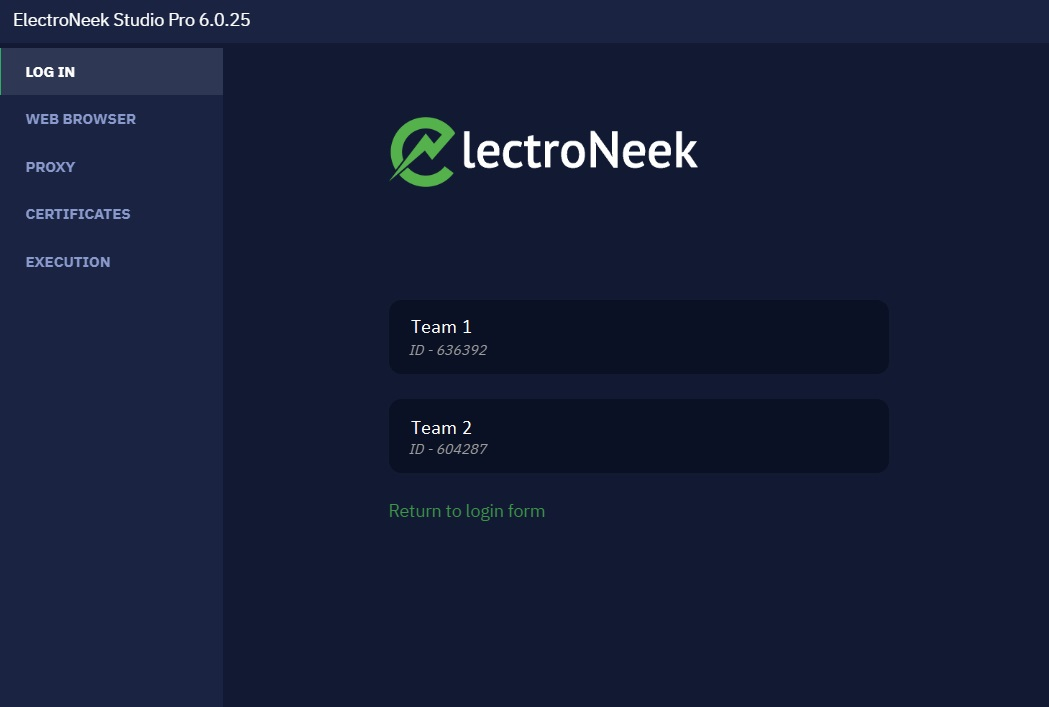 ElectroNeek Studio Pro 6.0.25
LOG IN
WEB BROWSER
PROXY
CERTIFICATES
EXECUTION
ElectroNeek
Team 1
ID - 636392
Team 2
ID - 604287
Return to login form